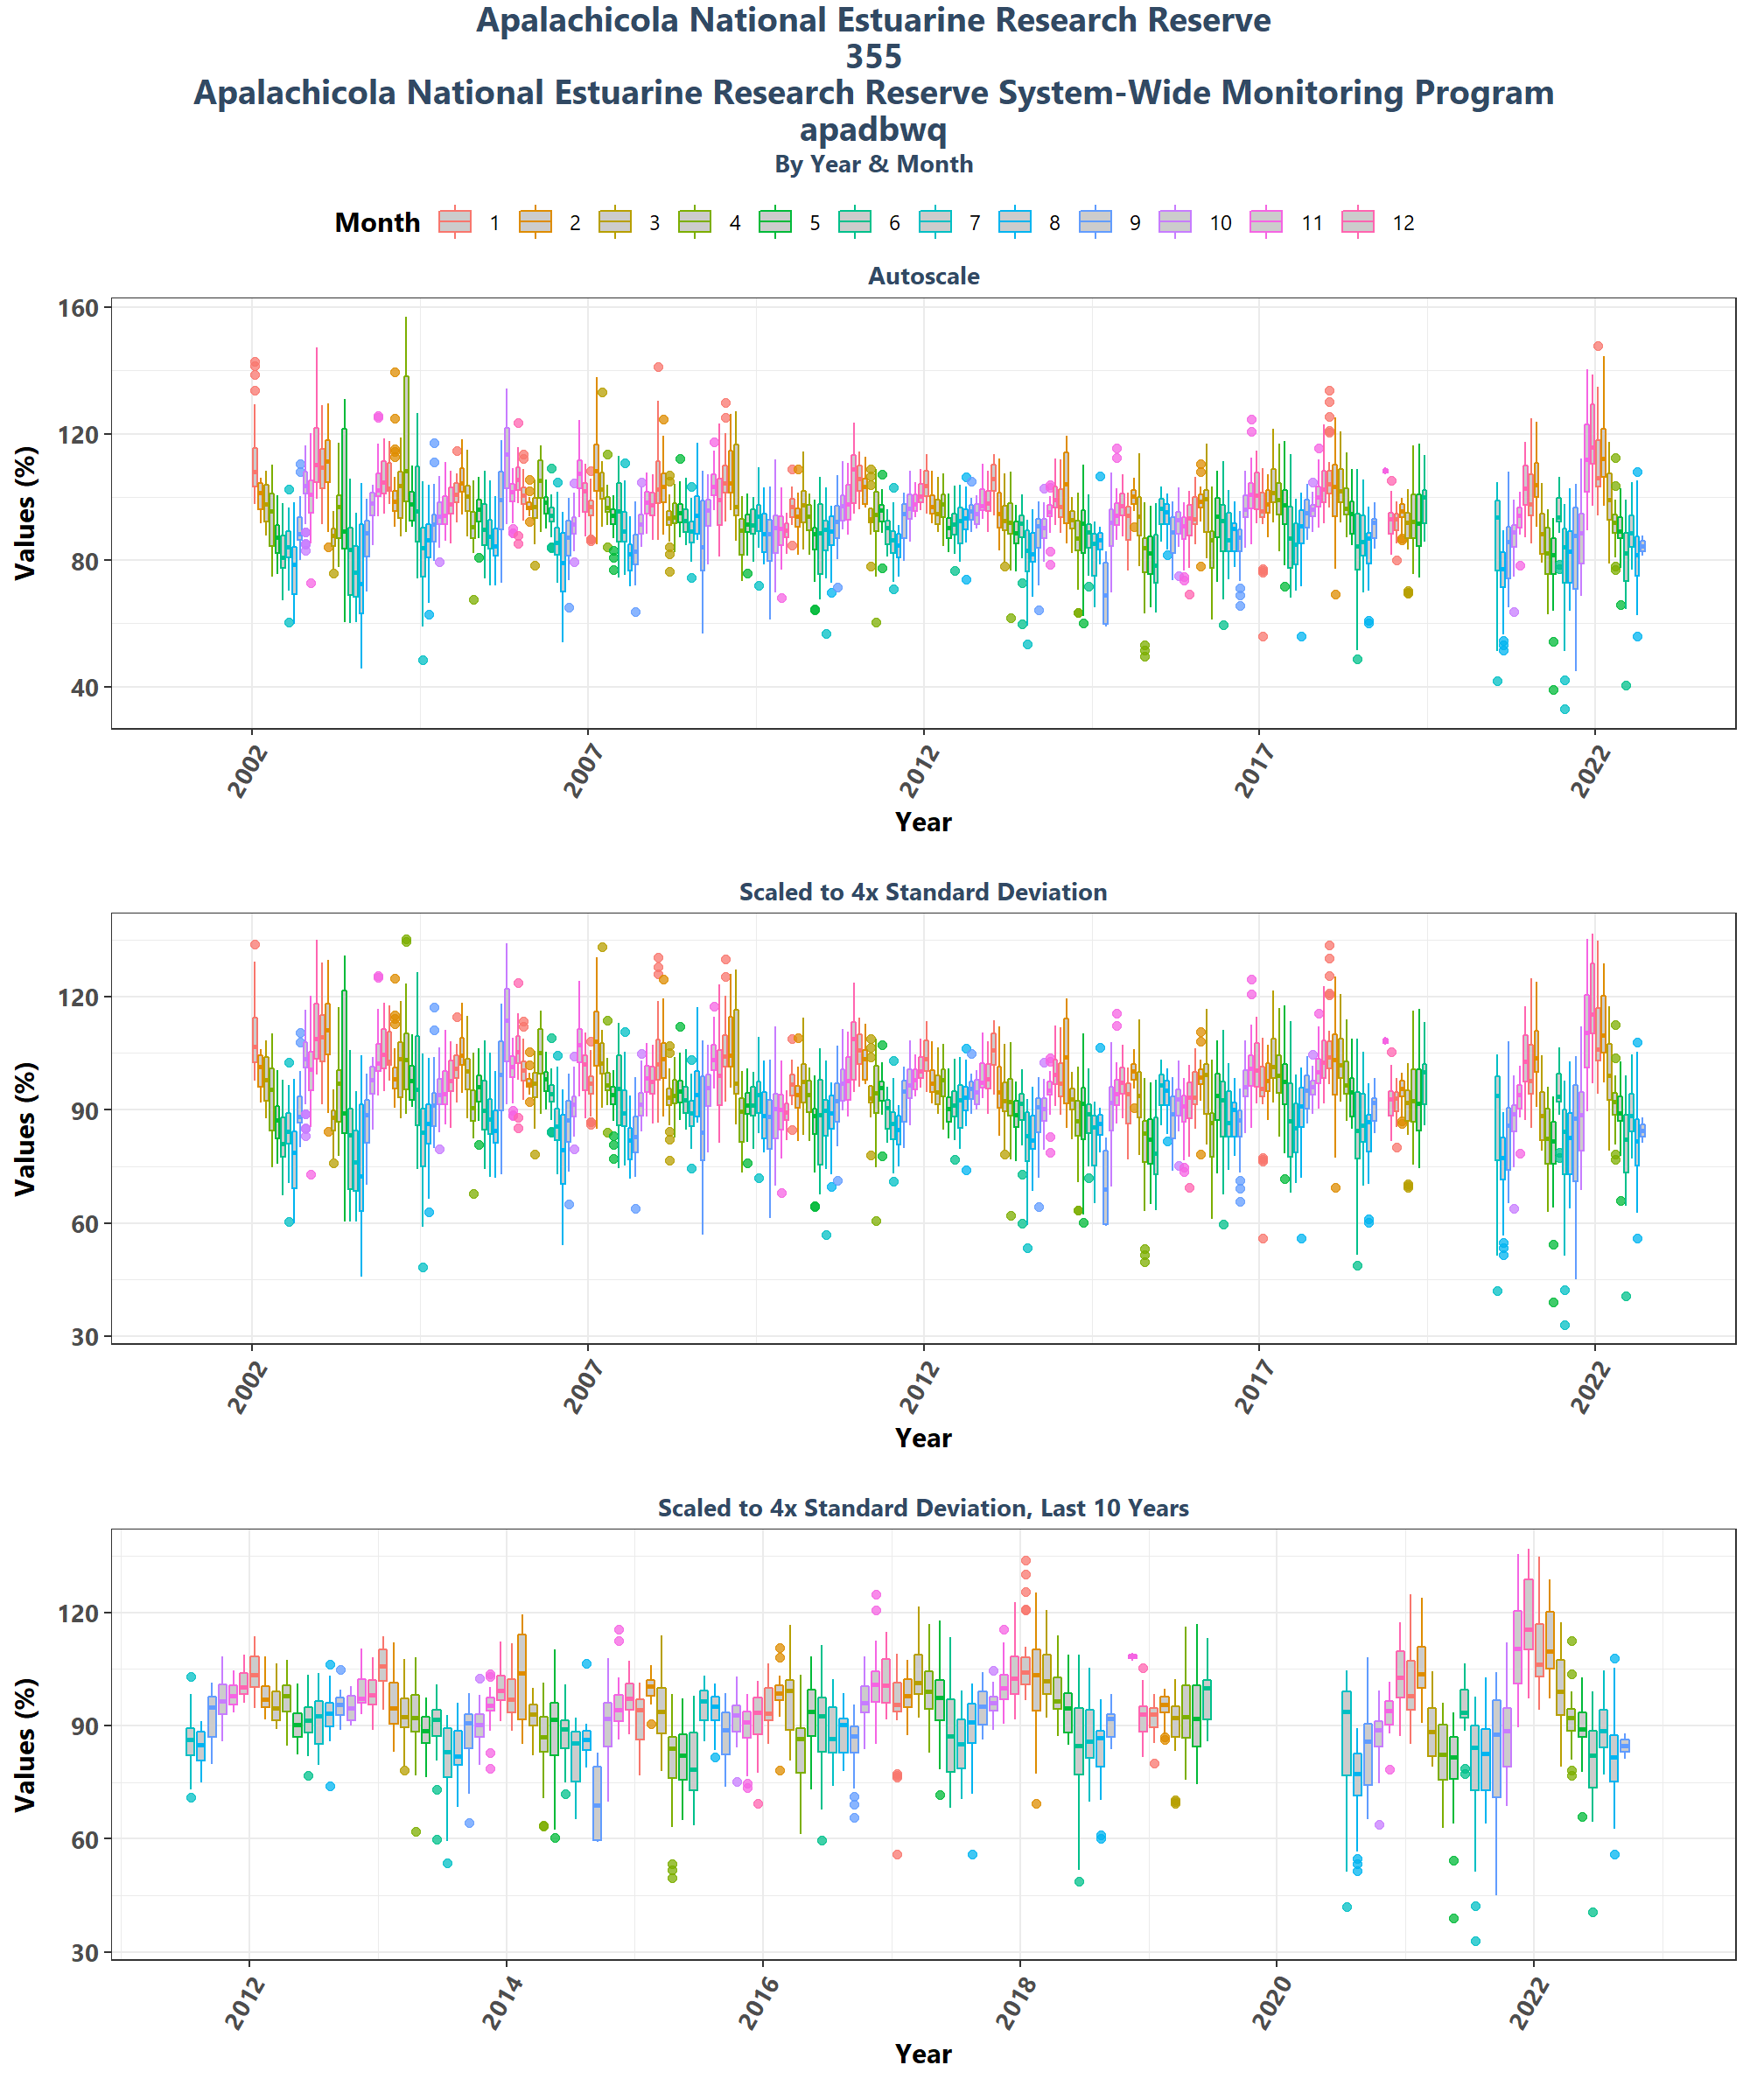 Apalachicola National Estuarine Research Reserve
355
Apalachicola National Estuarine Research Reserve System-Wide Monitoring Program
apadbwq
By Year & Month
Month 1 2 3 4 5 6 7 8 9 10 11 12
Autoscale
Values (%)
160
120
80
40
2002 2007 2012 2017 2022
Year
Scaled to 4x Standard Deviation
Values (%)
120
90
60
30
2002 2007 2012 2017 2022
Year
Scaled to 4x Standard Deviation, Last 10 Years
Values (%)
120
90
60
30
2012 2014 2016 2018 2020 2022
Year